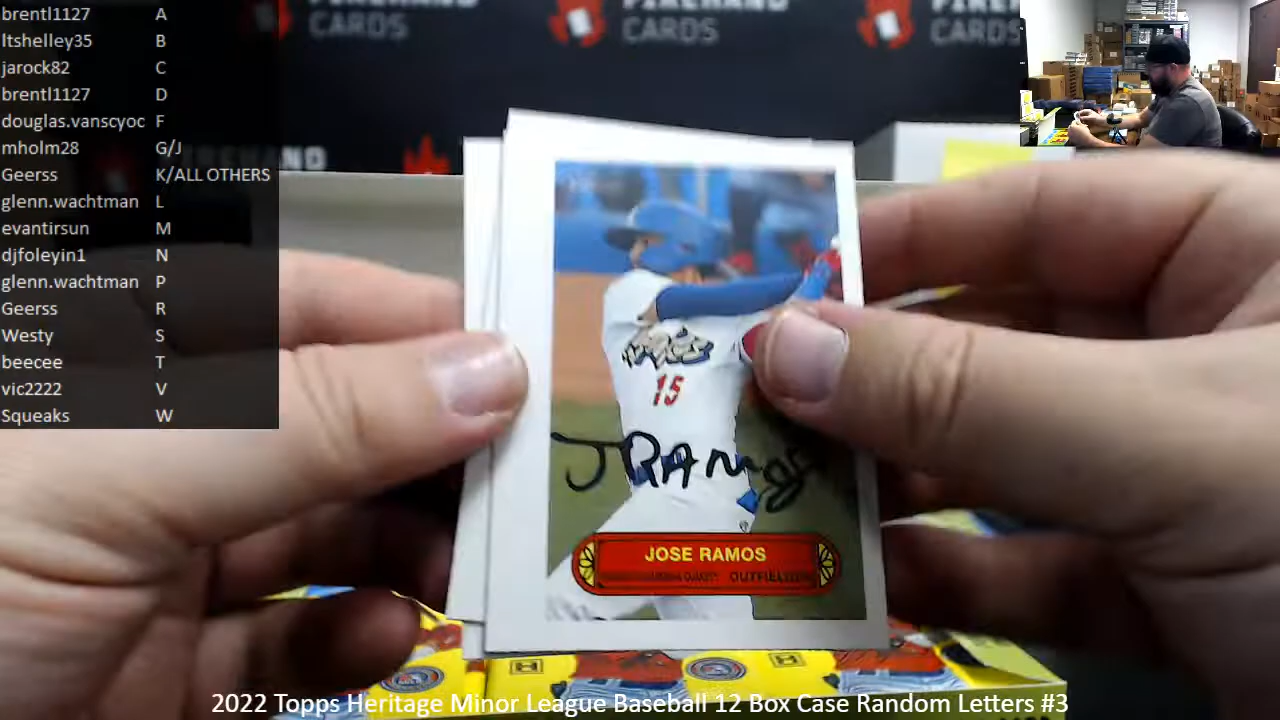 brentl1127 A
ltshelley35 B
jarock82 C
brentl1127 D
douglas.vanscyoc F
mholm28 G/J
Geerss K/ALL OTHERS
glenn.wachtman L
evantirsun M
djfoleyin1 N
glenn.wachtman P
Geerss R
Westy S
beecee T
vic2222 V
Squeaks W
CARDS
CARDS
CARDS
15
J RAmos
JOSE RAMOS
OUTFIELDER
2022 Topps Heritage Minor League Baseball 12 Box Case Random Letters #3